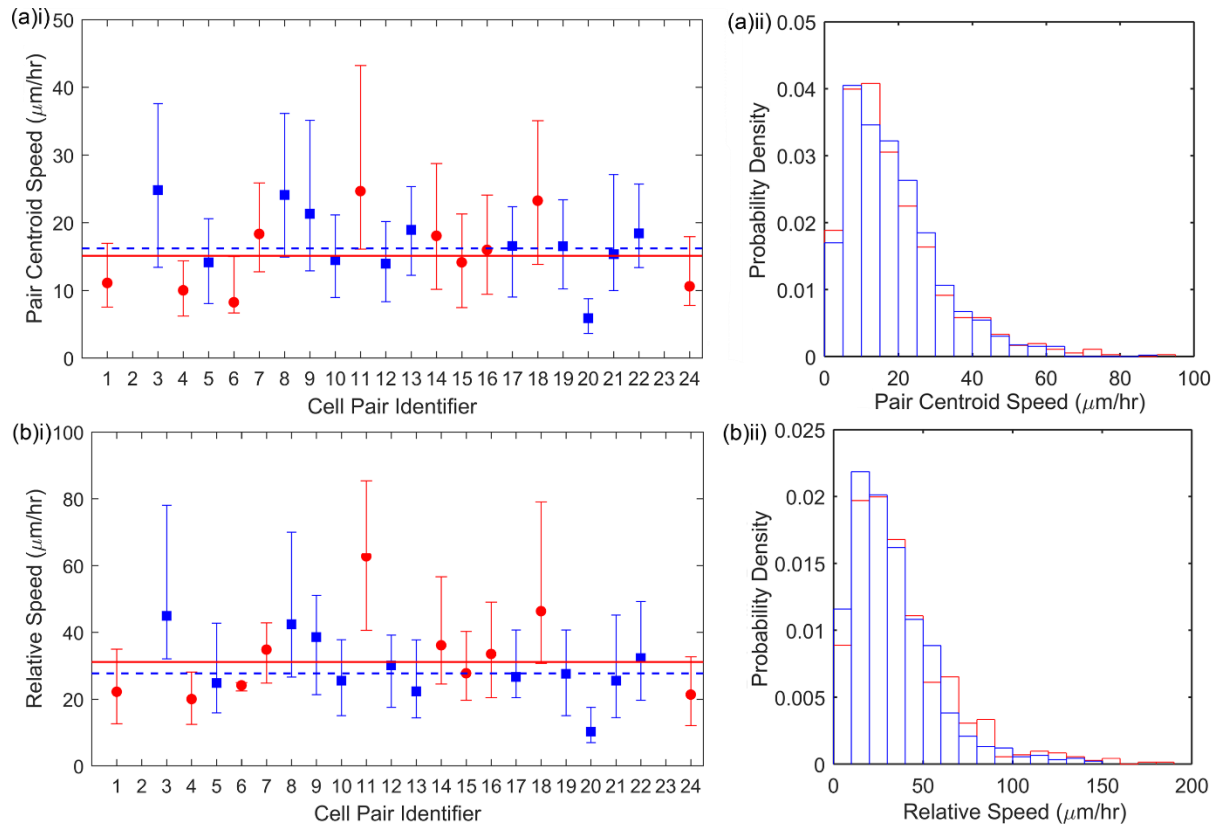 (a)i)
50
40
30
20
10
0
Pair Centroid Speed (μm/hr)
1 2 3 4 5 6 7 8 9 10 11 12 13 14 15 16 17 18 19 20 21 22 23 24
Cell Pair Identifier
(a)ii)
0.05
0.04
0.03
0.02
0.01
0
Probability Density
0 20 40 60 80 100
Pair Centroid Speed (μm/hr)
(b)i)
100
80
60
40
20
0
Relative Speed (μm/hr)
1 2 3 4 5 6 7 8 9 10 11 12 13 14 15 16 17 18 19 20 21 22 23 24
Cell Pair Identifier
(b)ii)
0.025
0.02
0.015
0.01
0.005
0
Probability Density
0 50 100 150 200
Relative Speed (μm/hr)